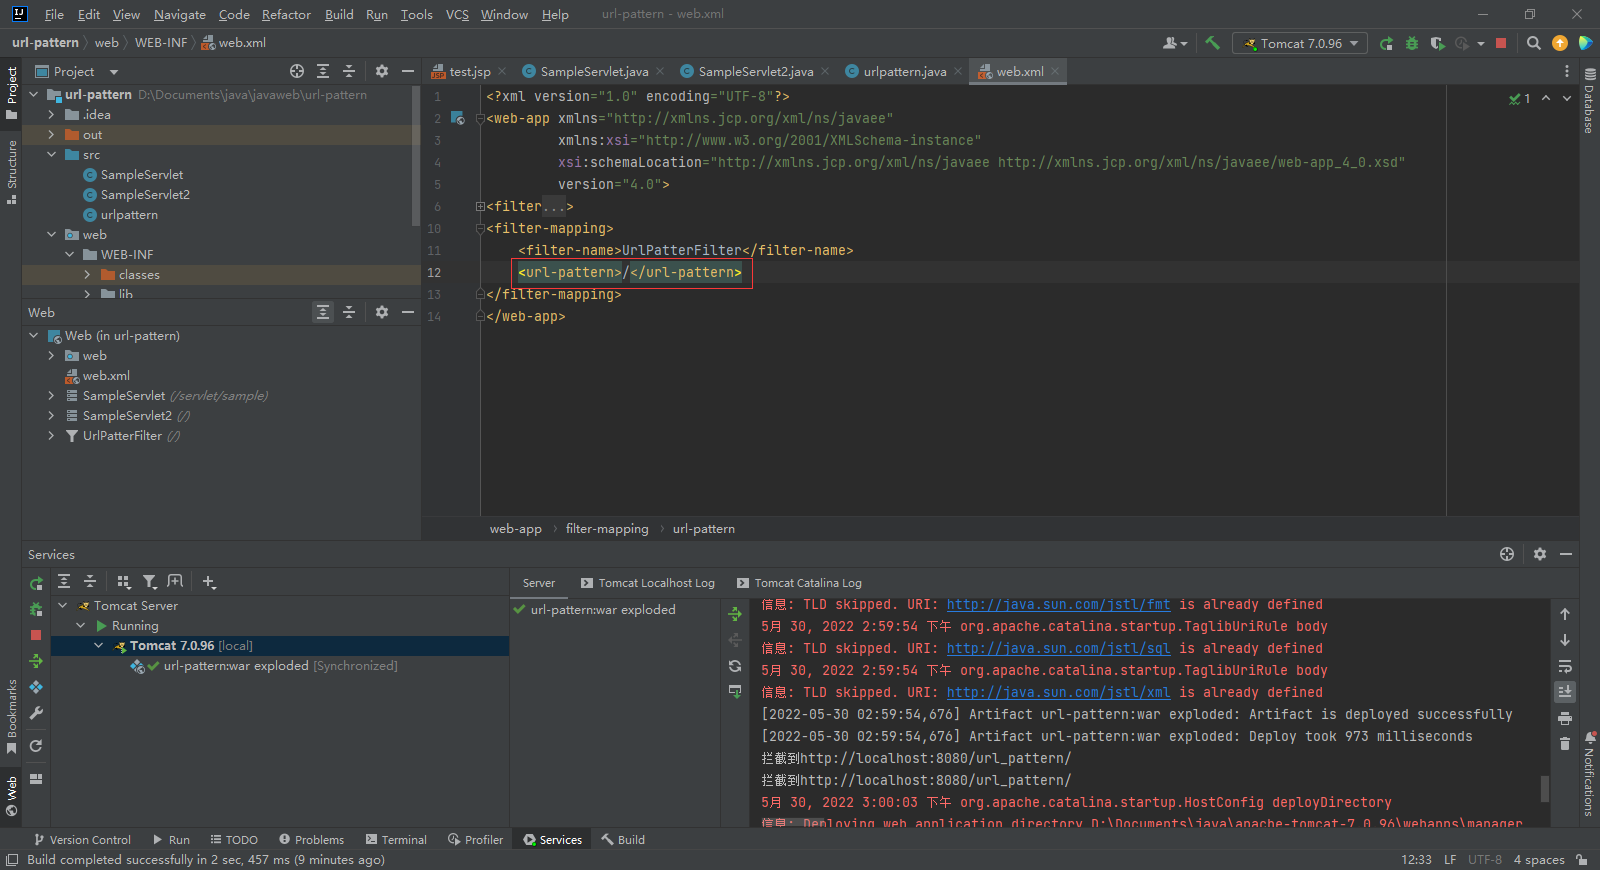 File Edit View Navigate Code Refactor Build Run Tools VCS Window Help url-pattern - web.xml
url-pattern web WEB-INF web.xml
Tomcat 7.0.96
Project
test.jsp SampleServlet.java SampleServlet2.java urlpattern.java web.xml
url-pattern D:\Documents\java\javaweb\url-pattern
.idea
out
src
SampleServlet
SampleServlet2
urlpattern
web
WEB-INF
classes
lib
Web
Web (in url-pattern)
web
web.xml
SampleServlet (/servlet/sample)
SampleServlet2 (/)
UrlPatterFilter (/)
1 <?xml version="1.0" encoding="UTF-8"?>
2 <web-app xmlns="http://xmlns.jcp.org/xml/ns/javaee"
3 xmlns:xsi="http://www.w3.org/2001/XMLSchema-instance"
4 xsi:schemaLocation="http://xmlns.jcp.org/xml/ns/javaee http://xmlns.jcp.org/xml/ns/javaee/web-app_4_0.xsd"
5 version="4.0">
6 <filter...>
10 <filter-mapping>
11 <filter-name>UrlPatterFilter</filter-name>
12 <url-pattern>/</url-pattern>
13 </filter-mapping>
14 </web-app>
1
web-app filter-mapping url-pattern
Project
Structure
Bookmarks
Web
Database
Notifications
Services
Server Tomcat Localhost Log Tomcat Catalina Log
Tomcat Server
Running
Tomcat 7.0.96 [local]
url-pattern:war exploded [Synchronized]
url-pattern:war exploded
信息: TLD skipped. URI: http://java.sun.com/jstl/fmt is already defined
5月 30, 2022 2:59:54 下午 org.apache.catalina.startup.TaglibUriRule body
信息: TLD skipped. URI: http://java.sun.com/jstl/sql is already defined
5月 30, 2022 2:59:54 下午 org.apache.catalina.startup.TaglibUriRule body
信息: TLD skipped. URI: http://java.sun.com/jstl/xml is already defined
[2022-05-30 02:59:54,676] Artifact url-pattern:war exploded: Artifact is deployed successfully
[2022-05-30 02:59:54,676] Artifact url-pattern:war exploded: Deploy took 973 milliseconds
拦截到http://localhost:8080/url_pattern/
拦截到http://localhost:8080/url_pattern/
5月 30, 2022 3:00:03 下午 org.apache.catalina.startup.HostConfig deployDirectory
信息: Deploying web application directory D:\Documents\java\apache-tomcat-7.0.96\webapps\manager
Version Control Run TODO Problems Terminal Profiler Services Build
Build completed successfully in 2 sec, 457 ms (9 minutes ago)
12:33 LF UTF-8 4 spaces